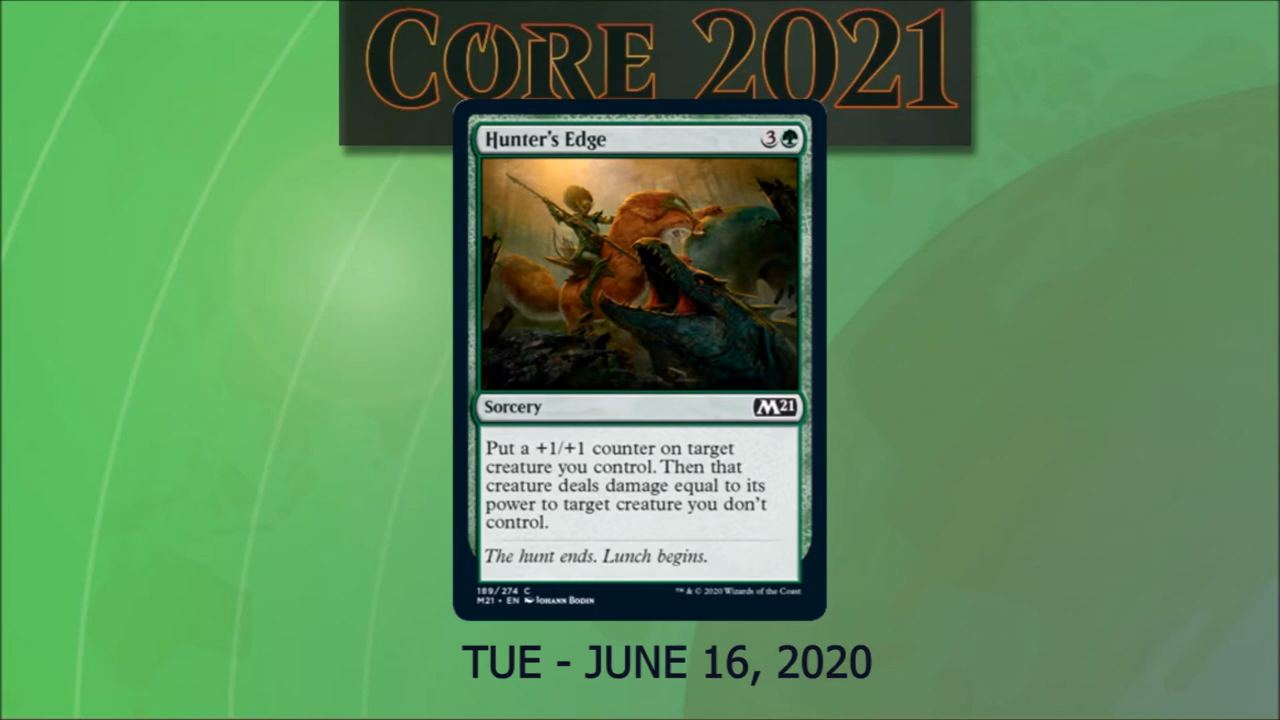 CORE 2021
Hunter's Edge 3
Sorcery M21
Put a +1/+1 counter on target
creature you control. Then that
creature deals damage equal to its
power to target creature you don't
control.
The hunt ends. Lunch begins.
189/274 C ™ & © 2020 Wizards of the Coast
M21 • EN JOHANN BODIN
TUE - JUNE 16, 2020